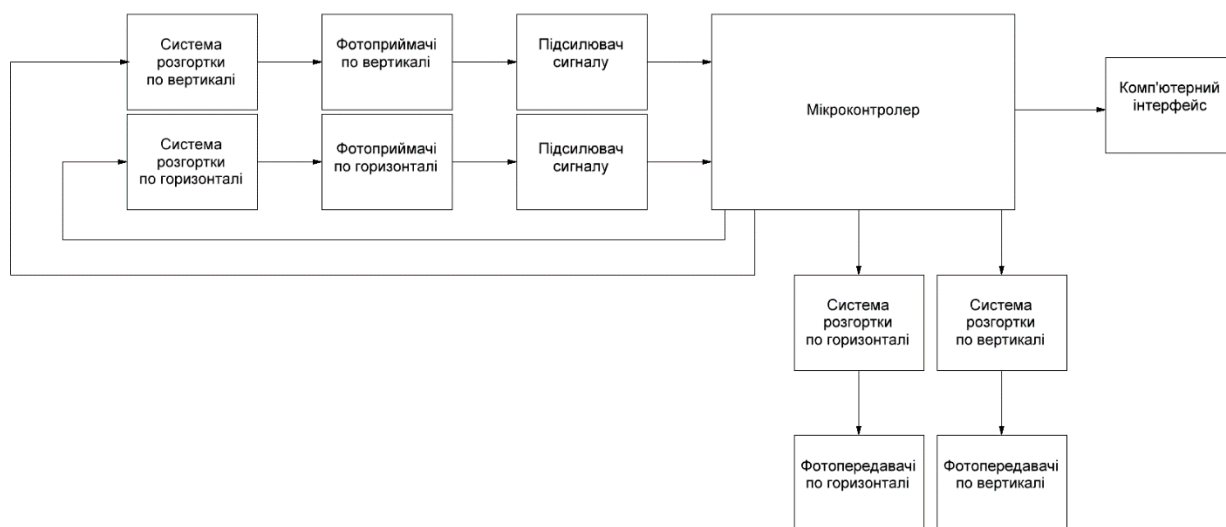 Система
розгортки
по вертикалі
Фотоприймачі
по вертикалі
Підсилювач
сигналу
Мікроконтролер
Комп'ютерний
інтерфейс
Система
розгортки
по горизонталі
Фотоприймачі
по горизонталі
Підсилювач
сигналу
Система
розгортки
по горизонталі
Система
розгортки
по вертикалі
Фотопередавачі
по горизонталі
Фотопередавачі
по вертикалі